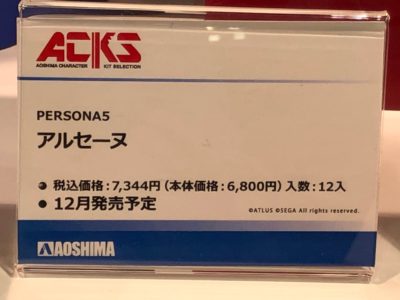 ACKS
AOSHIMA CHARACTER KIT SELECTION
PERSONA5
アルセーヌ
● 税込価格:7,344円(本体価格:6,800円)入数:12入
● 12月発売予定
©ATLUS ©SEGA All rights reserved.
AOSHIMA